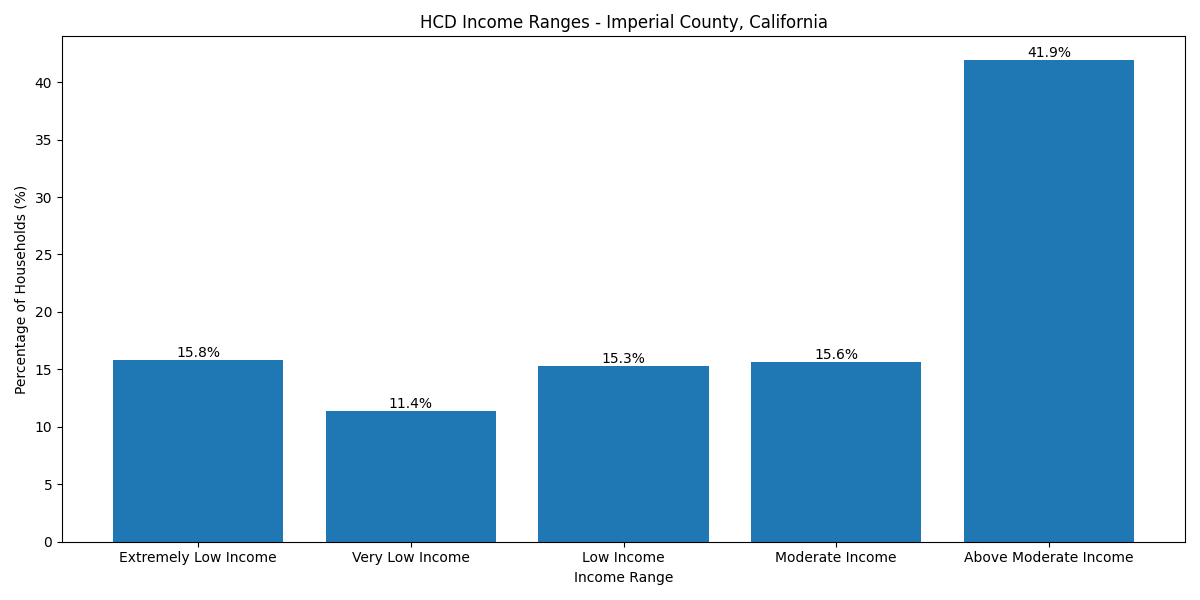 HCD Income Ranges - Imperial County, California
41.9%
40
35
30
25
20
15
10
5
0
Percentage of Households (%)
15.8%
11.4%
15.3%
15.6%
Extremely Low Income
Very Low Income
Low Income
Moderate Income
Above Moderate Income
Income Range